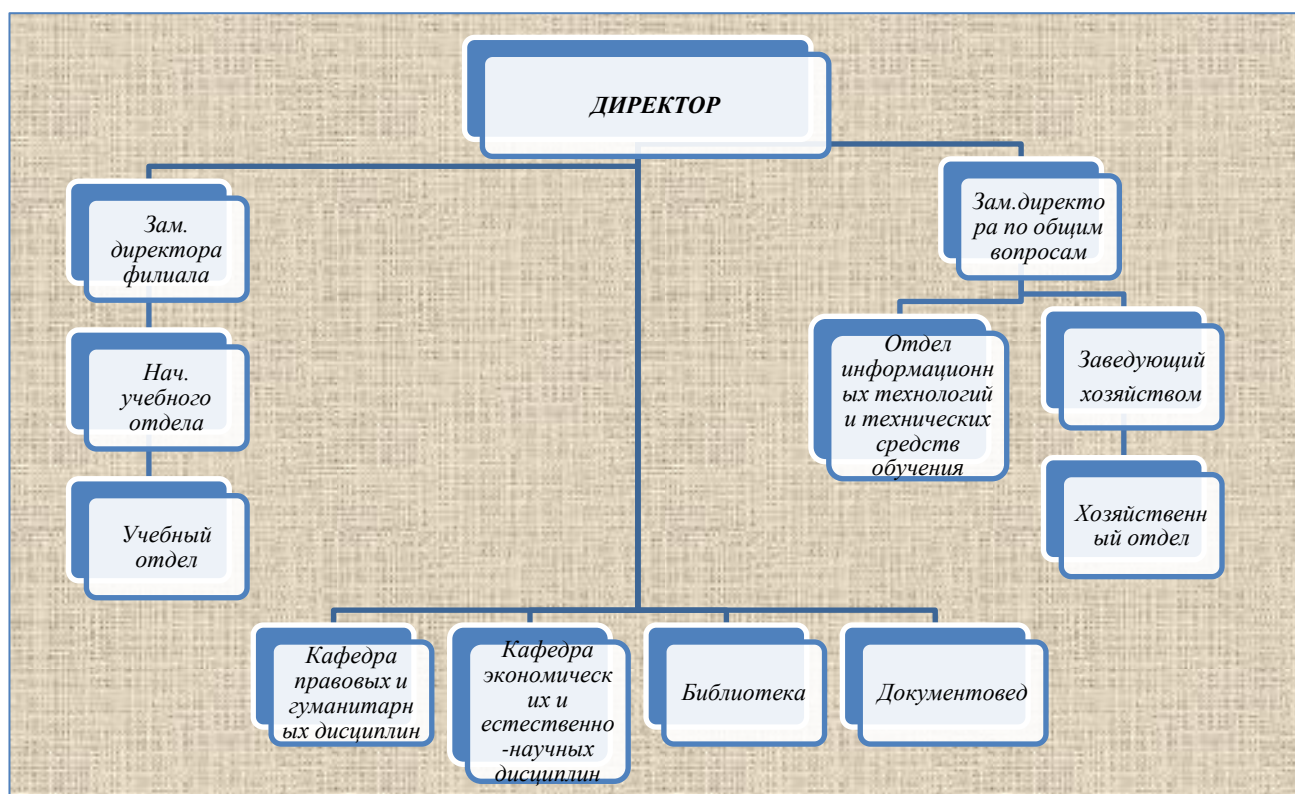 ДИРЕКТОР
Зам.
директора
филиала
Зам.директо
ра по общим
вопросам
Нач.
учебного
отдела
Отдел
информационн
ых технологий
и технических
средств
обучения
Заведующий
хозяйством
Учебный
отдел
Хозяйственн
ый отдел
Кафедра
правовых и
гуманитарн
ых дисциплин
Кафедра
экономическ
их и
естественно
-научных
дисциплин
Библиотека
Документовед